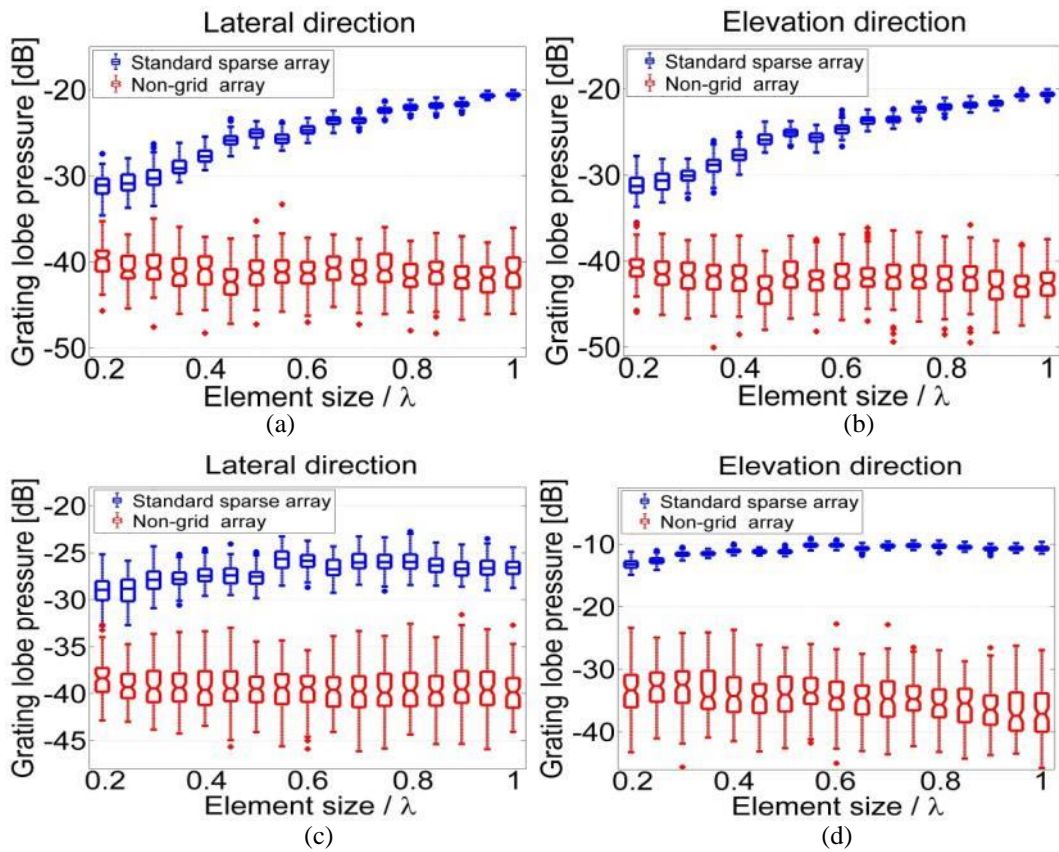 Lateral direction
Grating lobe pressure [dB]
-20
-30
-40
-50
Standard sparse array
Non-grid array
0.2 0.4 0.6 0.8 1
Element size / λ
(a)
Elevation direction
Grating lobe pressure [dB]
-20
-30
-40
-50
Standard sparse array
Non-grid array
0.2 0.4 0.6 0.8 1
Element size / λ
(b)
Lateral direction
Grating lobe pressure [dB]
-20
-25
-30
-35
-40
-45
Standard sparse array
Non-grid array
0.2 0.4 0.6 0.8 1
Element size / λ
(c)
Elevation direction
Grating lobe pressure [dB]
-10
-20
-30
-40
Standard sparse array
Non-grid array
0.2 0.4 0.6 0.8 1
Element size / λ
(d)